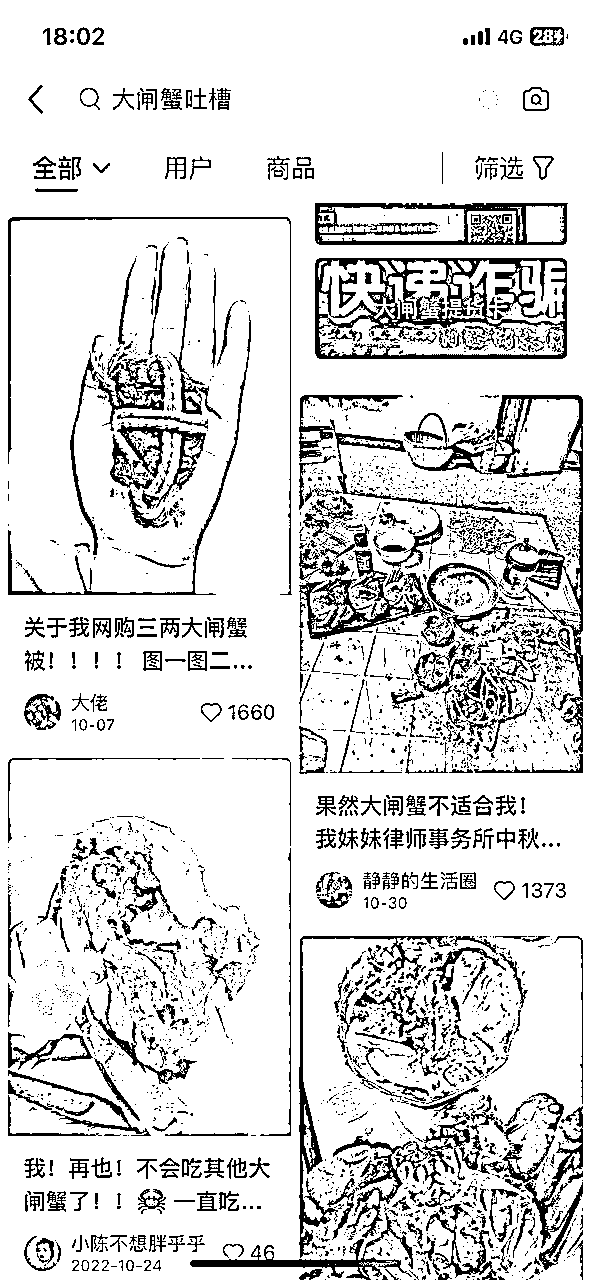 18:02
4G 28
大闸蟹吐槽
全部 用户 商品 筛选
快递诈骗
大闸蟹提货卡
关于我网购三两大闸蟹
被！！！！ 图一图二...
大佬
10-07
1660
果然大闸蟹不适合我！
我妹妹律师事务所中秋...
静静的生活圈
10-30
1373
我！再也！不会吃其他大
闸蟹了！！🦀一直吃...
小陈不想胖乎乎
2022-10-24
46